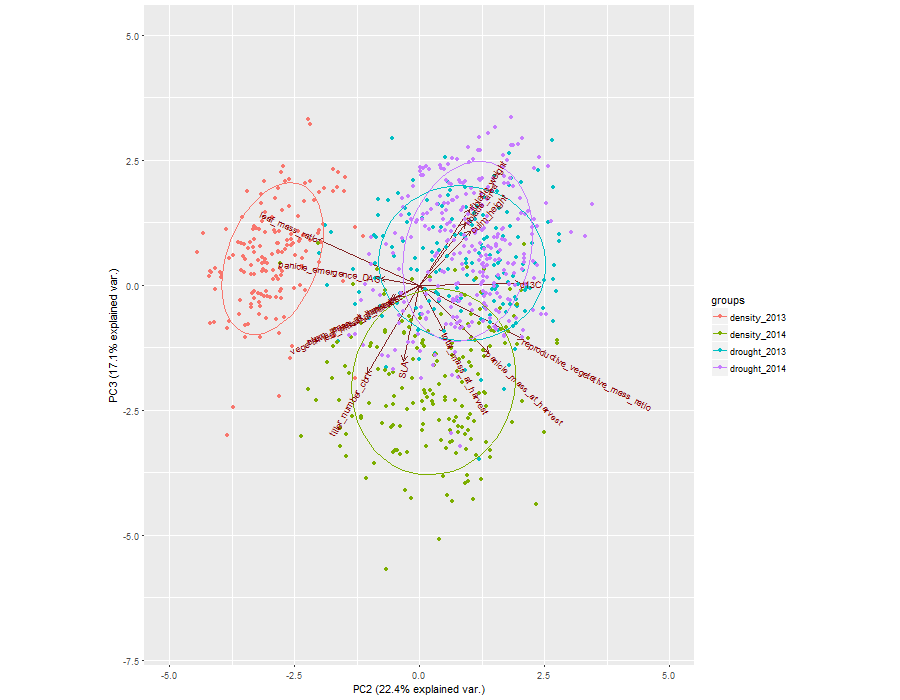 5.0
2.5
0.0
-2.5
-5.0
-7.5
PC3 (17.1% explained var.)
-5.0
-2.5
0.0
2.5
5.0
PC2 (22.4% explained var.)
leaf_mass_ratio
panicle_emergence_DAS
d13C
reproductive_vegetative_mass_ratio
panicle_mass_at_harvest
mass_at_harvest
SLA
groups
density_2013
density_2014
drought_2013
drought_2014